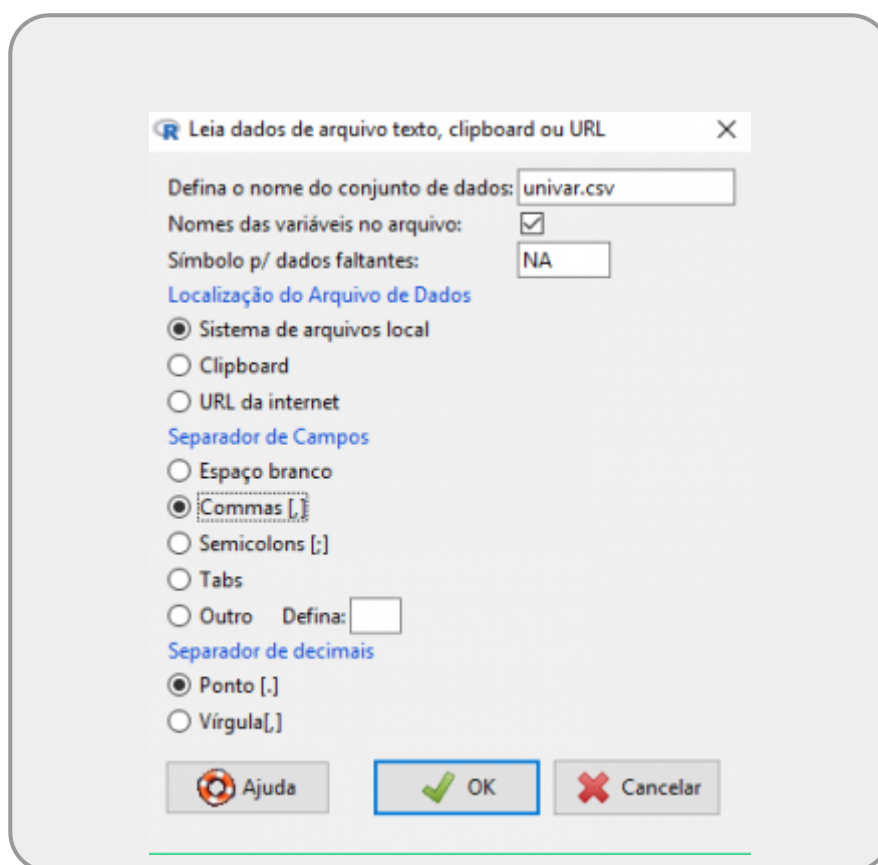 Leia dados de arquivo texto, clipboard ou URL
Defina o nome do conjunto de dados: univar.csv
Nomes das variáveis no arquivo:
Símbolo p/ dados faltantes: NA
Localização do Arquivo de Dados
Sistema de arquivos local
Clipboard
URL da internet
Separador de Campos
Espaço branco
Commas [,]
Semicolons [;]
Tabs
Outro Defina:
Separador de decimais
Ponto [.]
Vírgula[,]
Ajuda OK Cancelar